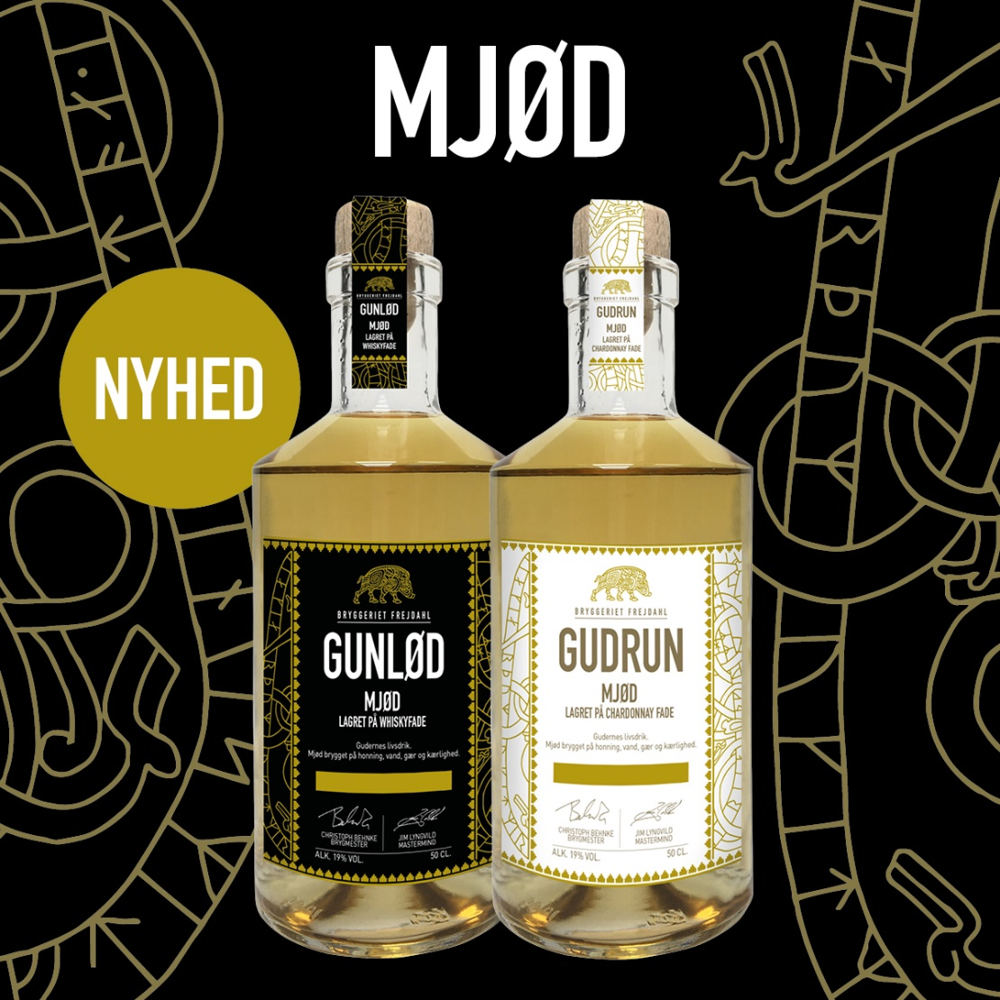 MJØD
NYHED
BRYGGERIET FREJDAHL
GUNLØD
MJØD
LAGRET PÅ
WHISKYFADE
BRYGGERIET FREJDAHL
GUDRUN
MJØD
LAGRET PÅ
CHARDONNAY FADE
BRYGGERIET FREJDAHL
GUNLØD
MJØD
LAGRET PÅ WHISKYFADE
Gudernes livsdrik.
Mjød brygget på honning, vand, gær og kærlighed.
CHRISTOPH BEHNKE
BRYGMESTER
JIM LYNGVILD
MASTERMIND
ALK. 19% VOL.
50 CL.
BRYGGERIET FREJDAHL
GUDRUN
MJØD
LAGRET PÅ CHARDONNAY FADE
Gudernes livsdrik.
Mjød brygget på honning, vand, gær og kærlighed.
CHRISTOPH BEHNKE
BRYGMESTER
JIM LYNGVILD
MASTERMIND
ALK. 19% VOL.
50 CL.